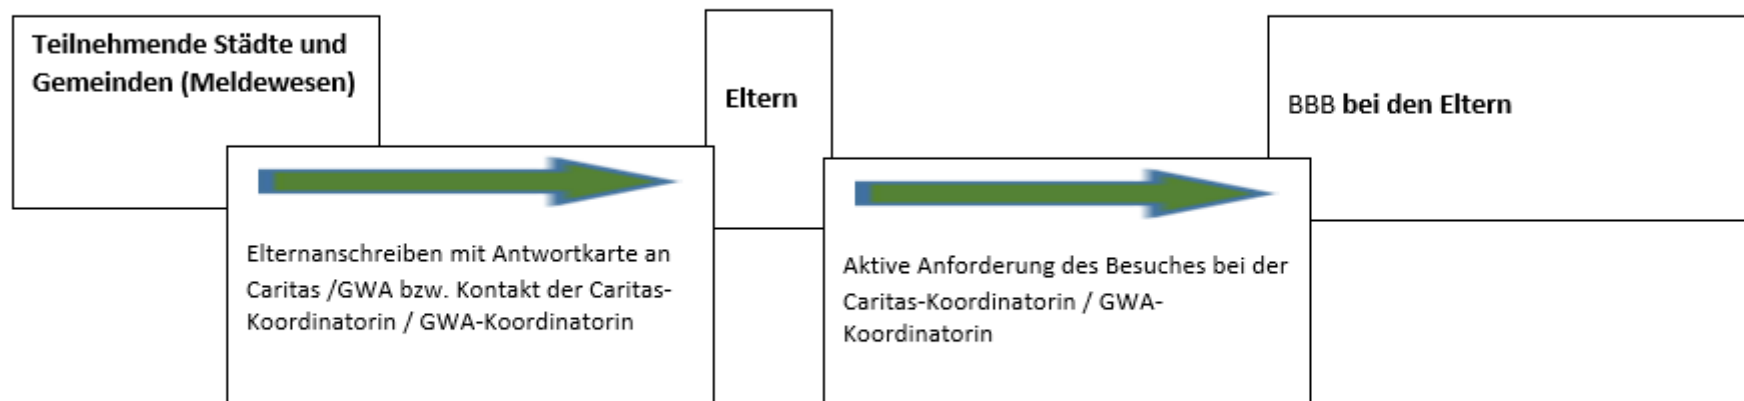 Teilnehmende Städte und
Gemeinden (Meldewesen)
Eltern
BBB bei den Eltern
Elternanschreiben mit Antwortkarte an
Caritas /GWA bzw. Kontakt der Caritas-
Koordinatorin / GWA-Koordinatorin
Aktive Anforderung des Besuches bei der
Caritas-Koordinatorin / GWA-
Koordinatorin